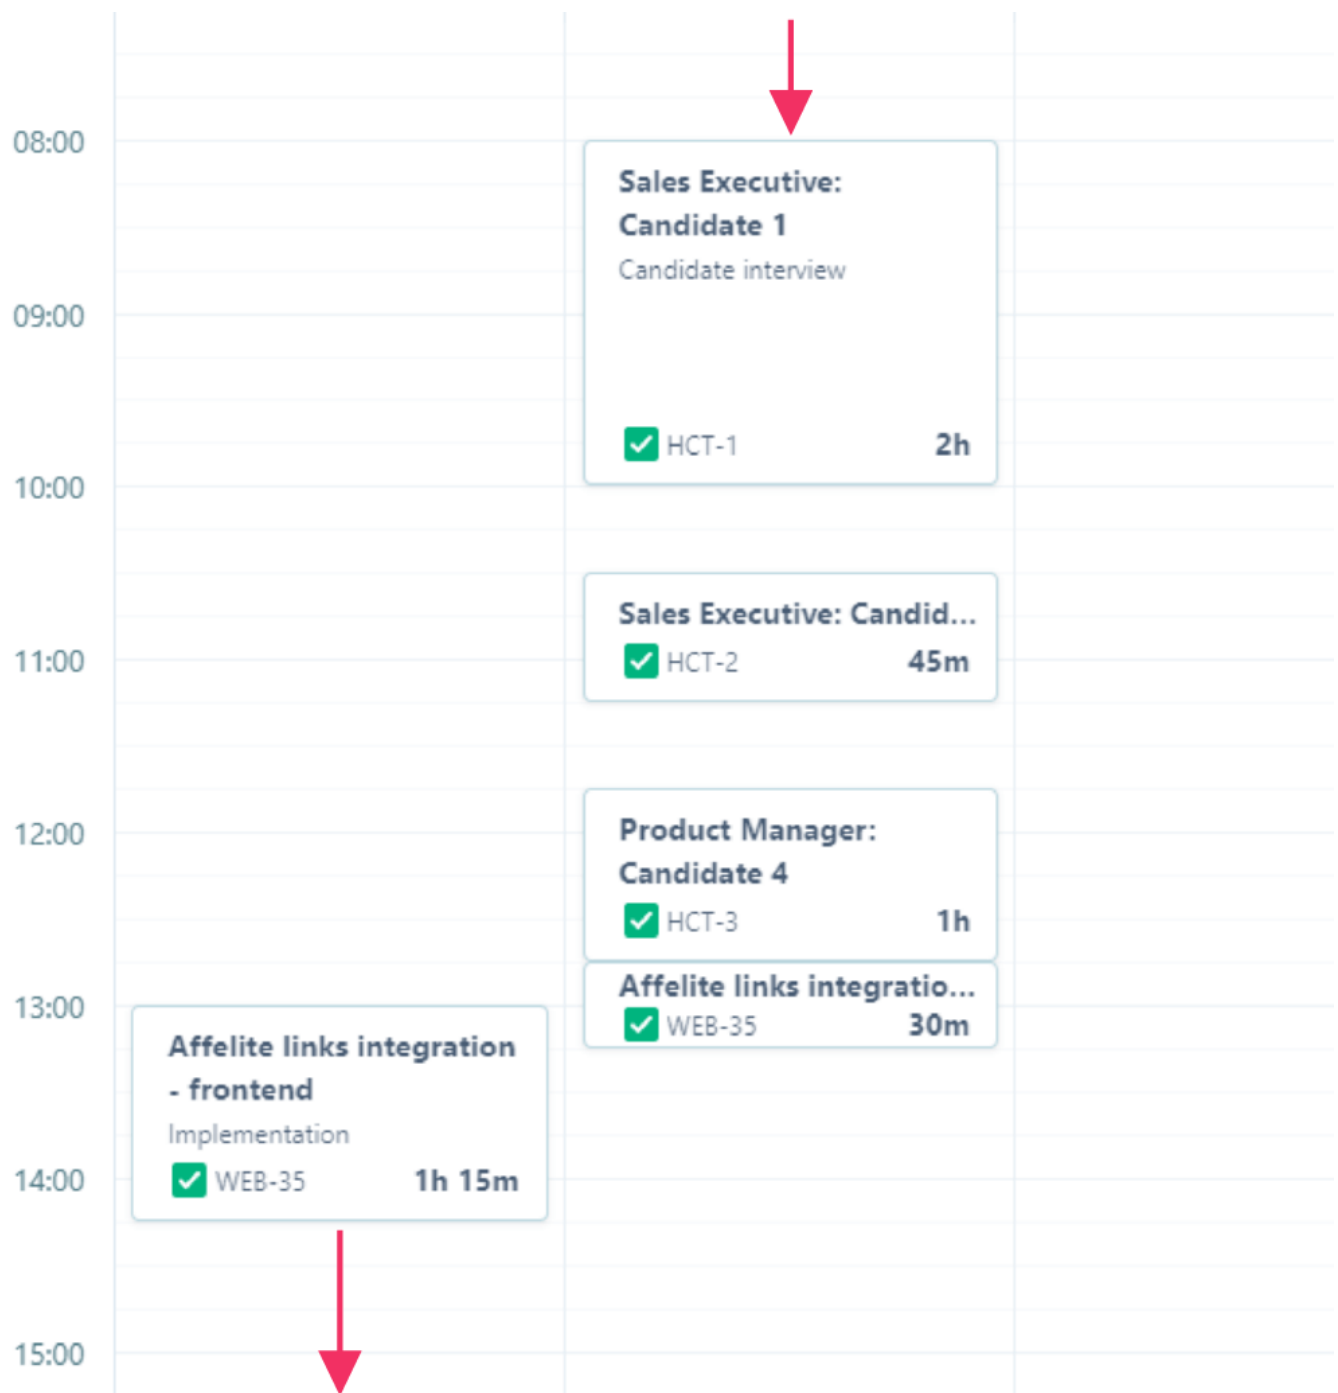 08:00
09:00
10:00
11:00
12:00
13:00
14:00
15:00
Affelite links integration
- frontend
Implementation
WEB-35 1h 15m
Sales Executive:
Candidate 1
Candidate interview
HCT-1 2h
Sales Executive: Candid...
HCT-2 45m
Product Manager:
Candidate 4
HCT-3 1h
Affelite links integratio...
WEB-35 30m